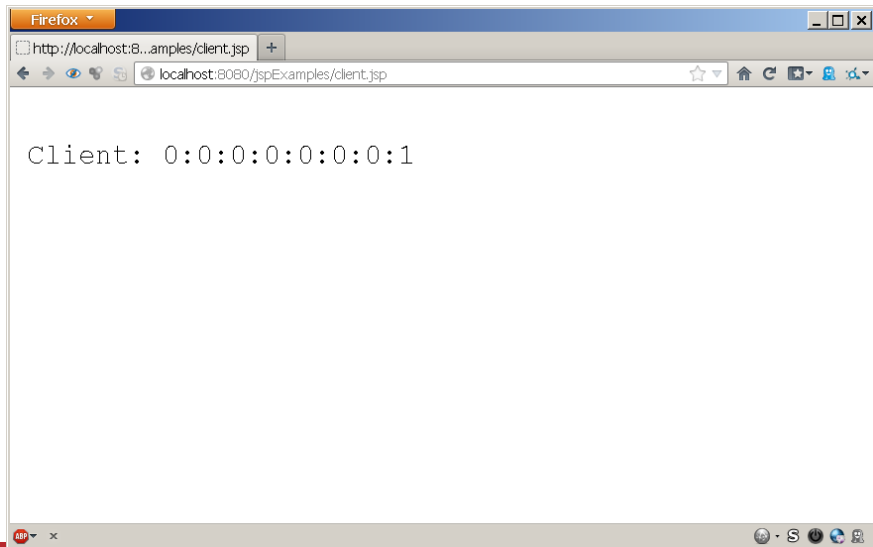 Firefox
http://localhost:8...amples/client.jsp
+
localhost:8080/jspExamples/client.jsp
Client: 0:0:0:0:0:0:0:1
ABP
x
S